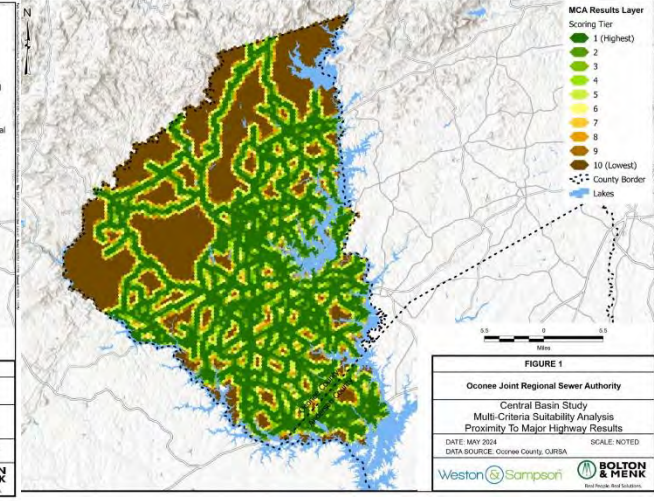 N
MCA Results Layer
Scoring Tier
1 (Highest)
2
3
4
5
6
7
8
9
10 (Lowest)
County Border
Lakes
5.5 0 5.5
Miles
FIGURE 1
Oconee Joint Regional Sewer Authority
Central Basin Study
Multi-Criteria Suitability Analysis
Proximity To Major Highway Results
DATE: MAY 2024 SCALE: NOTED
DATA SOURCE: Oconee County, OJRSA
Weston & Sampson
BOLTON
& MENK
Real People. Real Solutions.
al
N
K